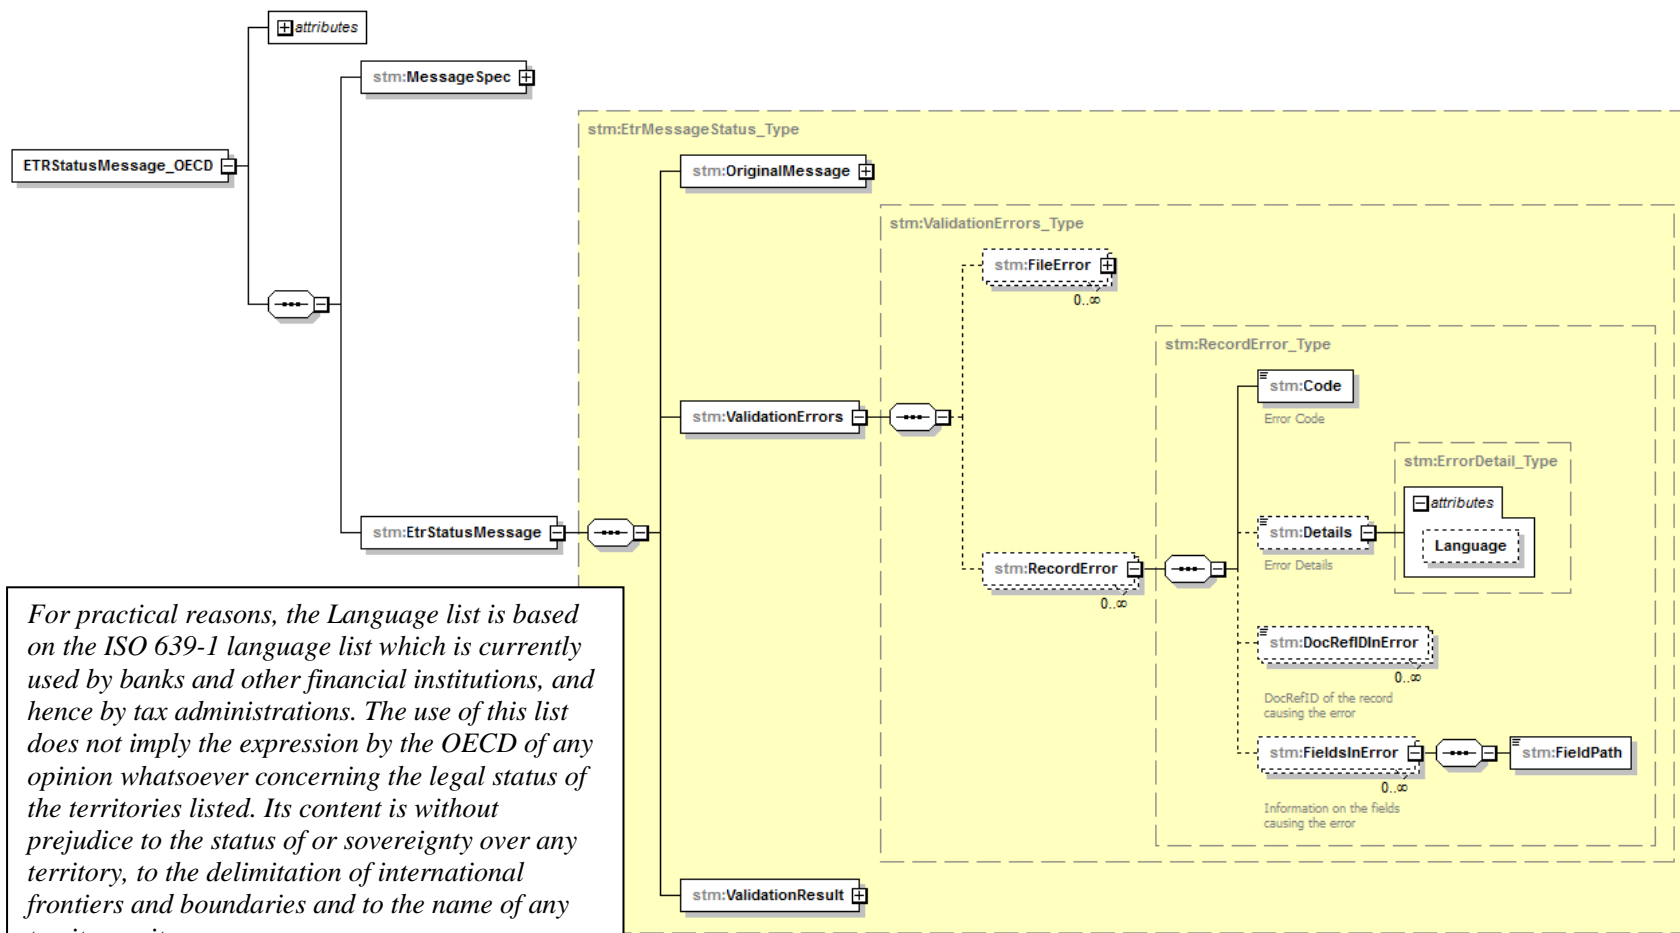 attributes
stm:MessageSpec
stm:EtrMessageStatus_Type
ETRStatusMessage_OECD
stm:OriginalMessage
stm:ValidationErrors_Type
stm:FileError
0..∞
stm:RecordError_Type
stm:Code
Error Code
stm:ValidationErrors
stm:ErrorDetail_Type
attributes
stm:EtrStatusMessage
stm:Details
Language
Error Details
stm:RecordError
0..∞
stm:DocRefIDInError
0..∞
DocRefID of the record
causing the error
stm:FieldsInError
stm:FieldPath
0..∞
Information on the fields
causing the error
stm:ValidationResult
For practical reasons, the Language list is based
on the ISO 639-1 language list which is currently
used by banks and other financial institutions, and
hence by tax administrations. The use of this list
does not imply the expression by the OECD of any
opinion whatsoever concerning the legal status of
the territories listed. Its content is without
prejudice to the status of or sovereignty over any
territory, to the delimitation of international
frontiers and boundaries and to the name of any